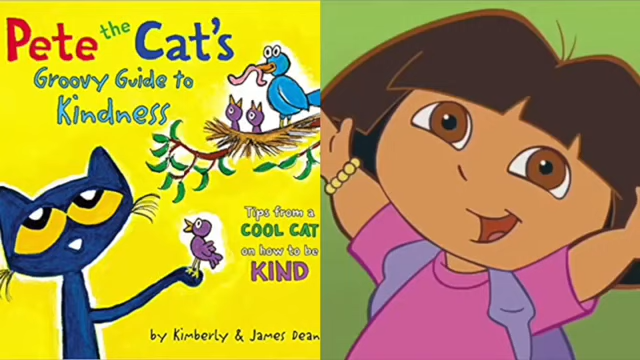 Pete the Cat's
Groovy Guide to
Kindness
Tips from a
COOL CAT
on how to be
KIND
by Kimberly & James Dean